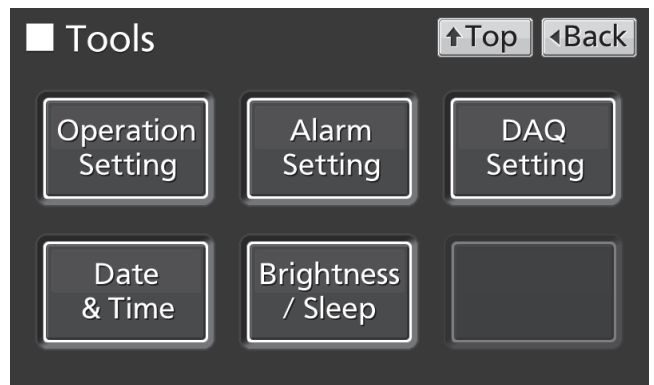 Tools
Top
Back
Operation
Setting
Alarm
Setting
DAQ
Setting
Date
& Time
Brightness
/ Sleep